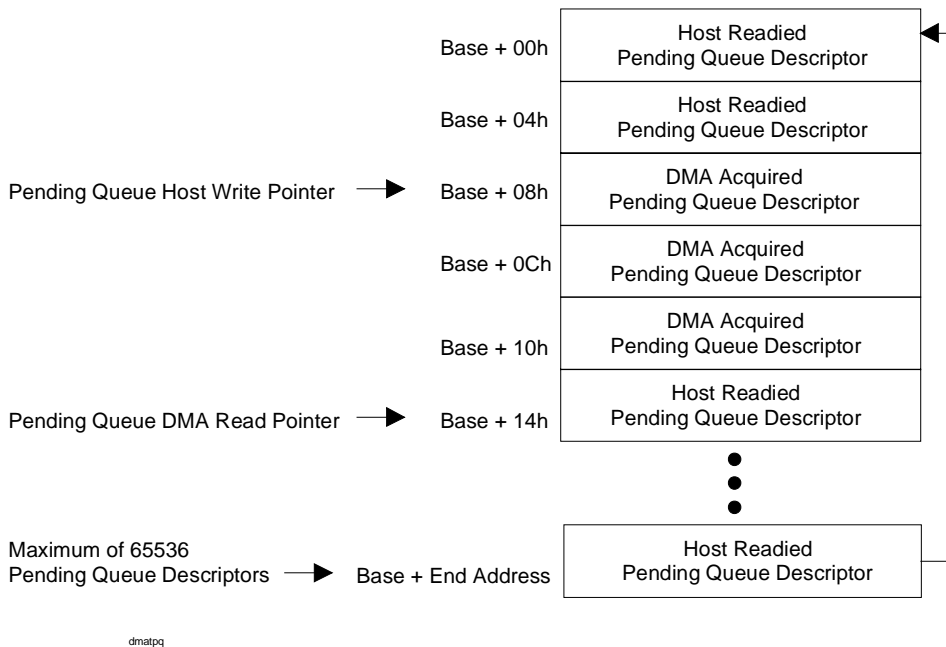 Base + 00h
Host Readied
Pending Queue Descriptor
Base + 04h
Host Readied
Pending Queue Descriptor
Pending Queue Host Write Pointer
Base + 08h
DMA Acquired
Pending Queue Descriptor
Base + 0Ch
DMA Acquired
Pending Queue Descriptor
Base + 10h
DMA Acquired
Pending Queue Descriptor
Pending Queue DMA Read Pointer
Base + 14h
Host Readied
Pending Queue Descriptor
Maximum of 65536
Pending Queue Descriptors
Base + End Address
Host Readied
Pending Queue Descriptor
dmatpq